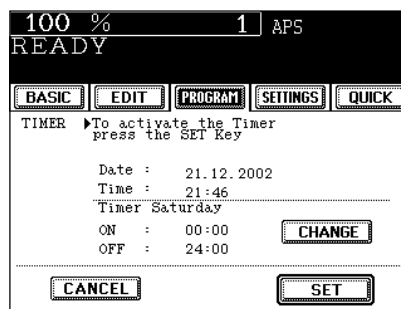 100 % 1 APS
READY
BASIC EDIT PROGRAM SETTINGS QUICK
TIMER ▶To activate the Timer
press the SET Key
Date : 21.12.2002
Time : 21:46
Timer Saturday
ON : 00:00 CHANGE
OFF : 24:00
CANCEL SET